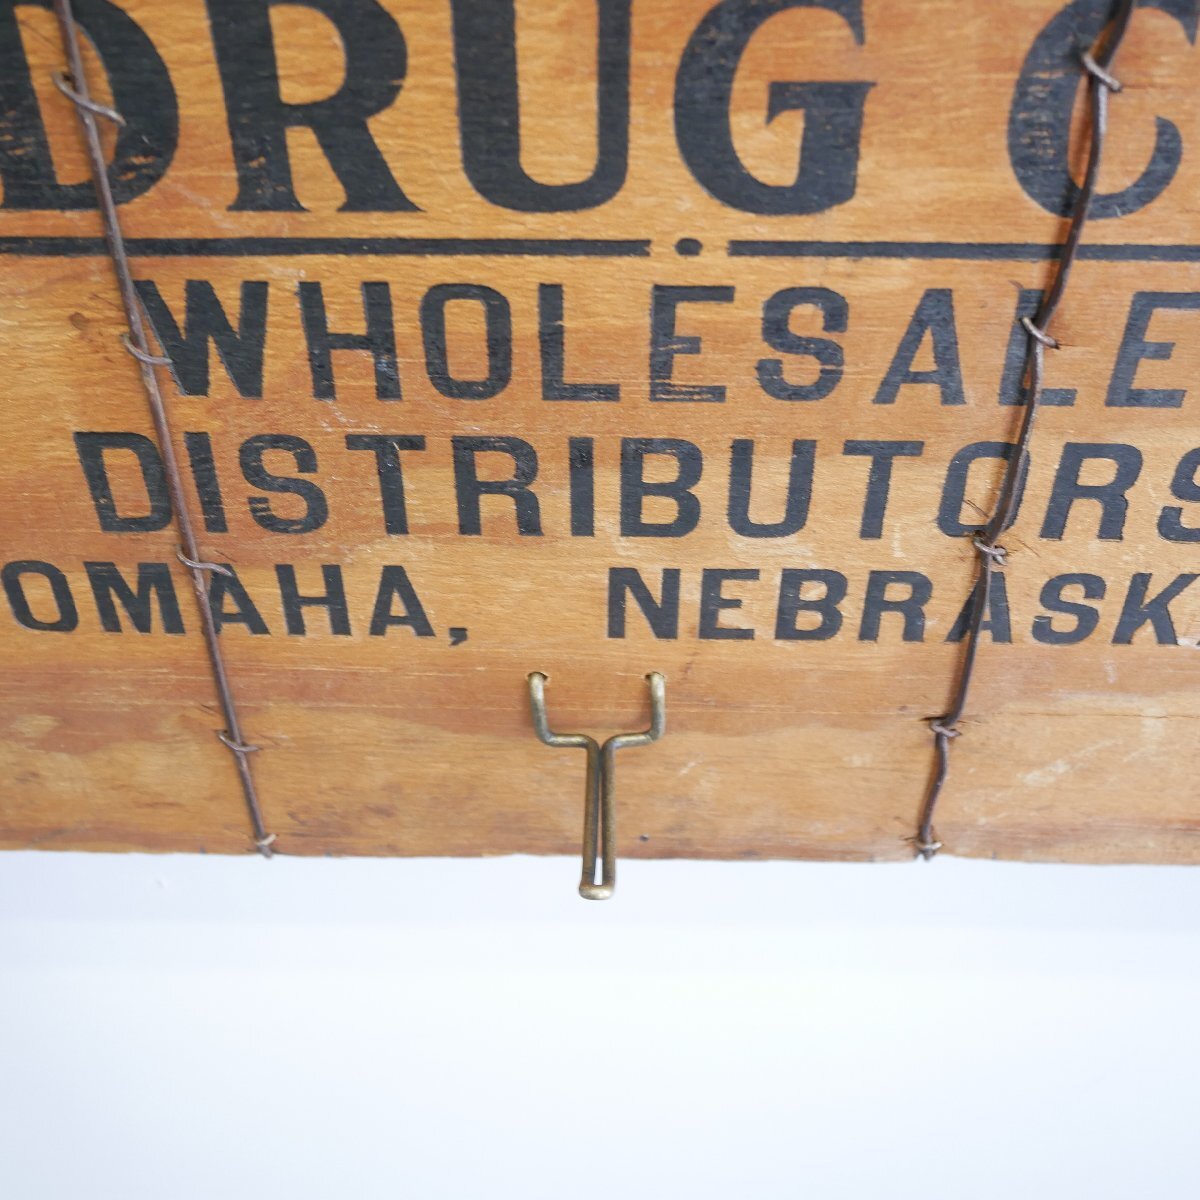 DRUG C
WHOLESALE
DISTRIBUTORS
OMAHA, NEBRASK